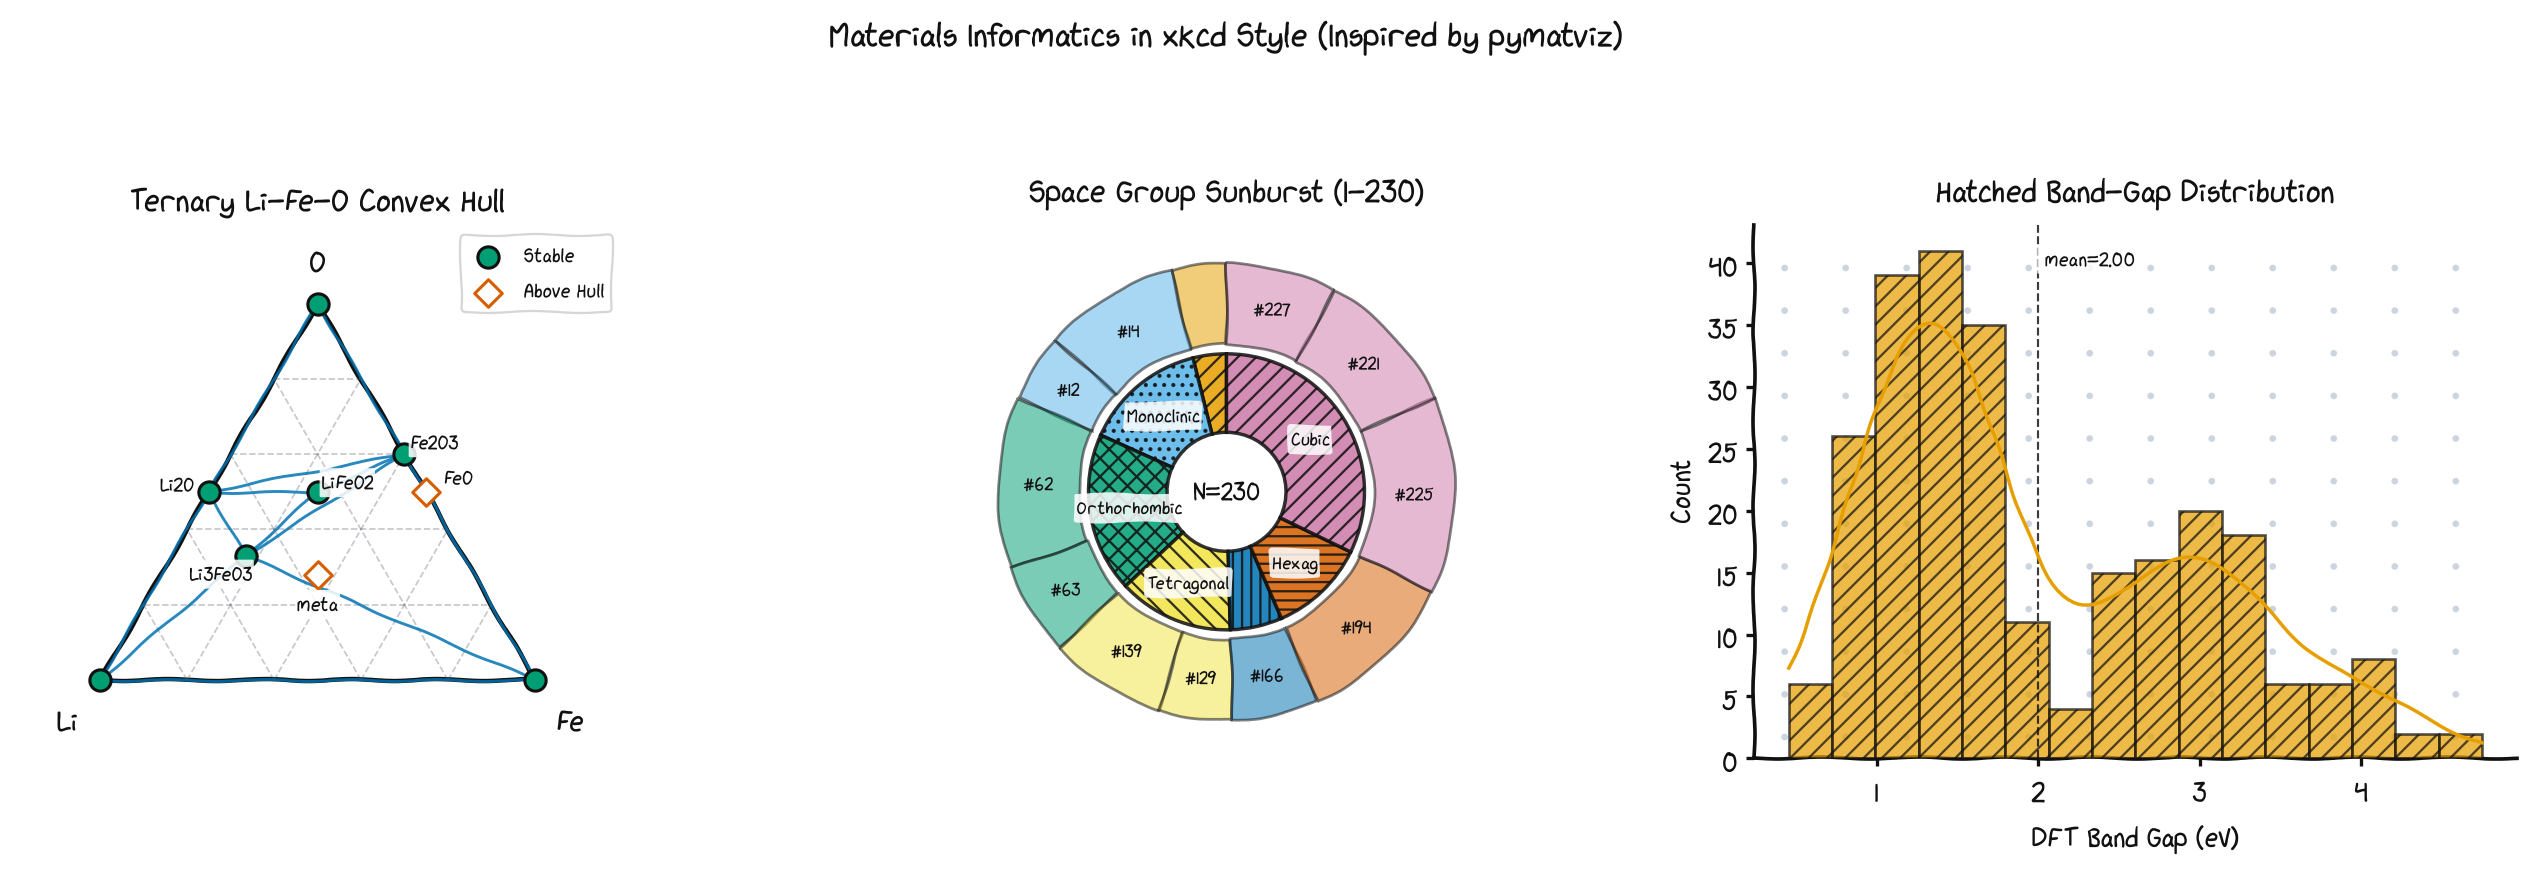 Materials Informatics in xkcd Style (Inspired by pymatviz)
Ternary Li-Fe-O Convex Hull
Stable
Above Hull
O
Fe2O3
FeO
LiFeO2
Li2O
Li3FeO3
meta
Li
Fe
Space Group Sunburst (1-230)
#227
#221
#225
#194
#166
#129
#139
#63
#62
#12
#14
Cubic
Hexag
Tetragonal
Orthorhombic
Monoclinic
N=230
Hatched Band-Gap Distribution
mean=2.00
Count
40
35
30
25
20
15
10
5
0
1 2 3 4
DFT Band Gap (eV)